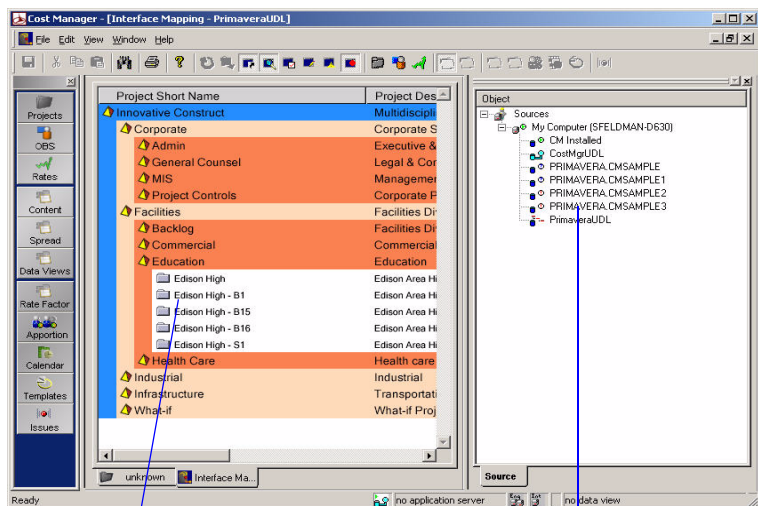 Cost Manager - [Interface Mapping - PrimaveraUDL]
File Edit View Window Help
Projects
OBS
Rates
Content
Spread
Data Views
Rate Factor
Apportion
Calendar
Templates
Issues
Project Short Name Project Des
Innovative Construct Multidiscipli
Corporate Corporate S
Admin Executive &
General Counsel Legal & Cor
MIS Managemer
Project Controls Corporate P
Facilities Facilities Di
Backlog Facilities Di
Commercial Commercial
Education Education
Edison High Edison Area Hi
Edison High - B1 Edison Area Hi
Edison High - B15 Edison Area Hi
Edison High - B16 Edison Area Hi
Edison High - S1 Edison Area Hi
Health Care Health care
Industrial Industrial
Infrastructure Transportati
What-if What-if Proj
unknown Interface Ma...
Object
Sources
My Computer (SFELDMAN-D630)
CM Installed
CostMgrUDL
PRIMAVERA.CMSAMPLE
PRIMAVERA.CMSAMPLE1
PRIMAVERA.CMSAMPLE2
PRIMAVERA.CMSAMPLE3
PrimaveraUDL
Source
Ready no application server no data view